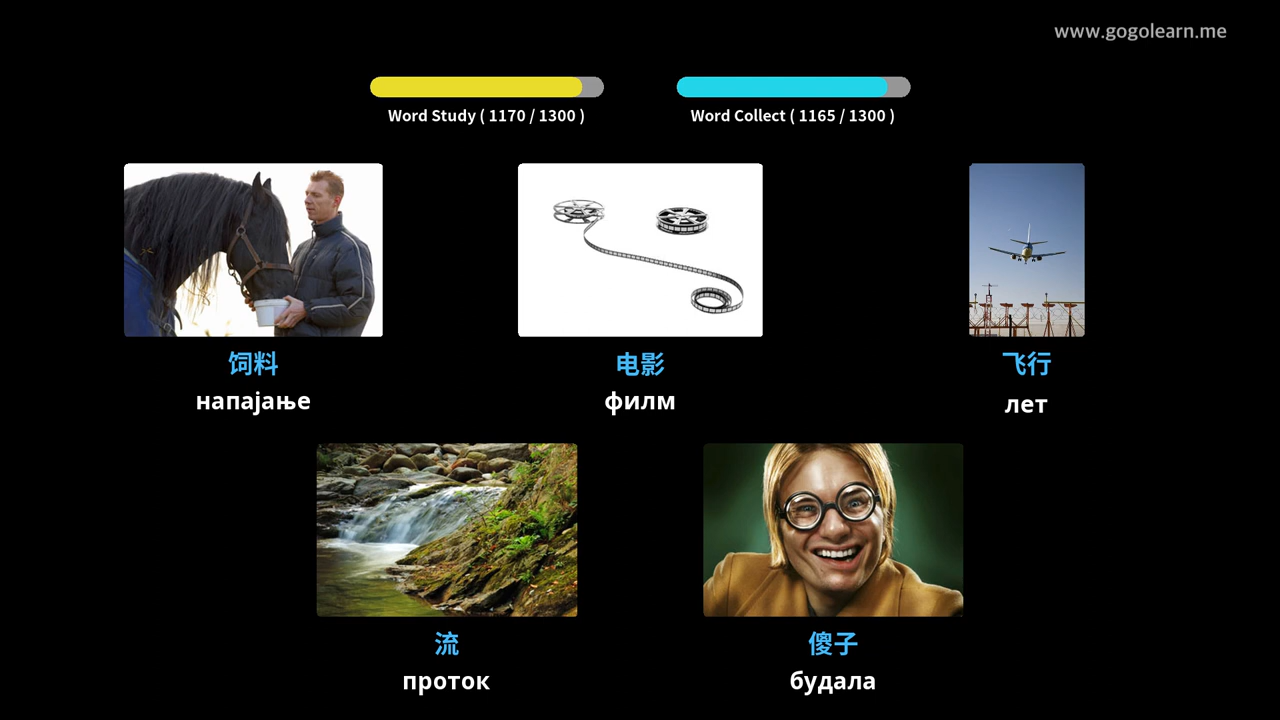 www.gogolearn.me
Word Study ( 1170 / 1300 )
Word Collect ( 1165 / 1300 )
饲料
напајање
电影
филм
飞行
лет
流
проток
傻子
будала